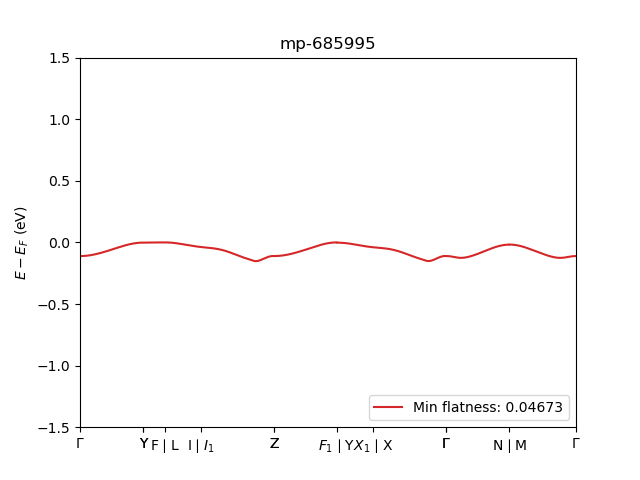 mp-685995
1.5
1.0
0.5
0.0
−0.5
−1.0
−1.5
E − E_F (eV)
Min flatness: 0.04673
Γ Y F | L I | I₁ Z F₁ | Y X₁ | X Γ N | M Γ